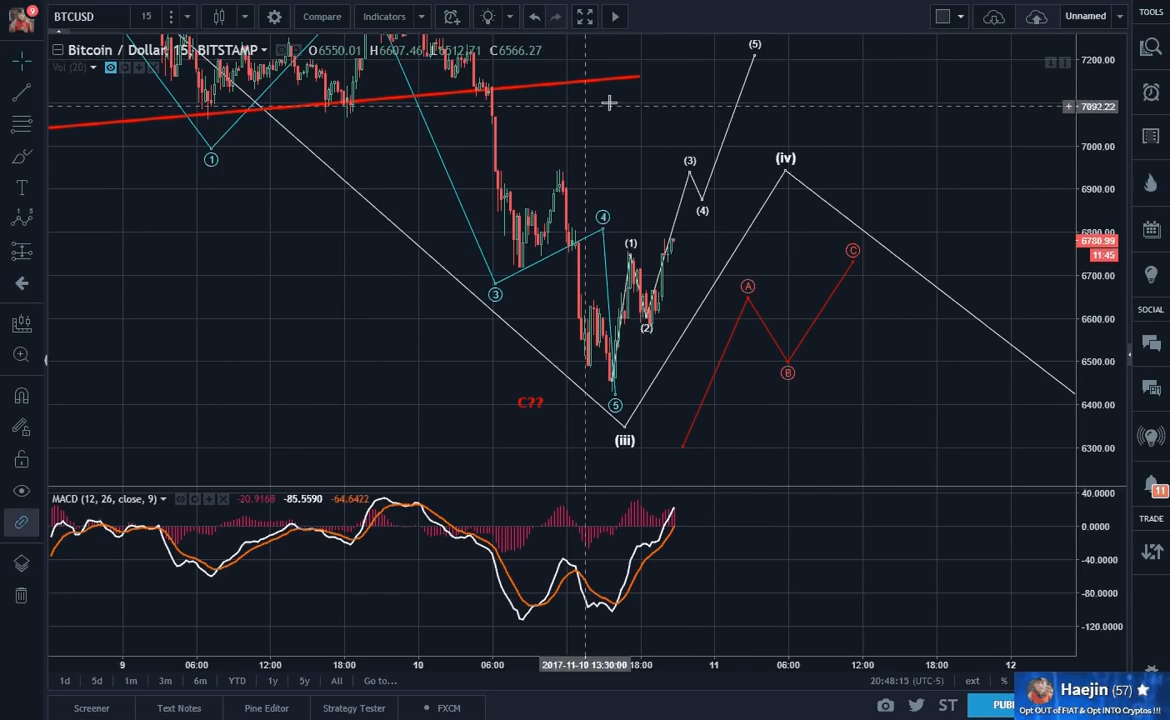 9
BTCUSD 15 Compare Indicators Unnamed TOOLS
Bitcoin / Dollar, 15, BITSTAMP O6550.01 H6607.46 C6566.27
Vol (20)
(5)
7200.00
7092.22
1
7000.00
(iv)
(3)
6900.00
(4)
4
6800.00
(1)
C
6780.99
11:45
6700.00
3
A
SOCIAL
6600.00
(2)
6500.00
B
C??
5
6400.00
(iii)
6300.00
MACD (12, 26, close, 9) -20.9168 -85.5590 -64.6422
40.0000
11
0.0000
TRADE
-40.0000
-80.0000
-120.0000
9 06:00 12:00 18:00 10 06:00 2017-11-10 13:30:00 18:00 11 06:00 12:00 18:00 12
1d 5d 1m 3m 6m YTD 1y 5y All Go to... 20:48:15 (UTC-5) ext %
Screener Text Notes Pine Editor Strategy Tester FXCM ST PUB
Haejin (57)
Opt OUT of FIAT & Opt INTO Cryptos !!!